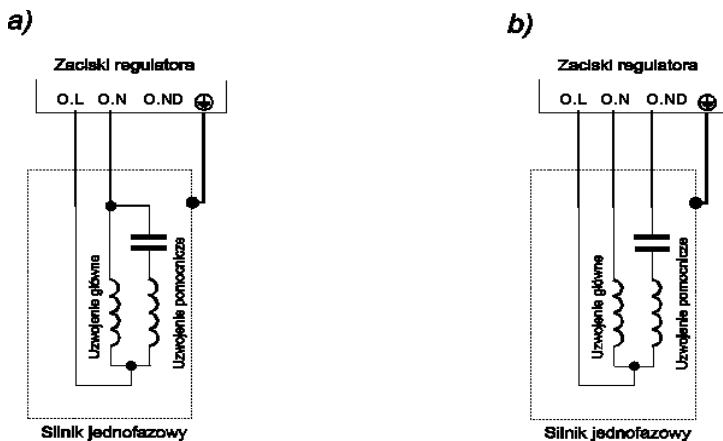 a)
Zaciski regulatora
O.L O.N O.ND
Uzwojenie główne
Uzwojenie pomocnicze
Silnik jednofazowy
b)
Zaciski regulatora
O.L O.N O.ND
Uzwojenie główne
Uzwojenie pomocnicze
Silnik jednofazowy